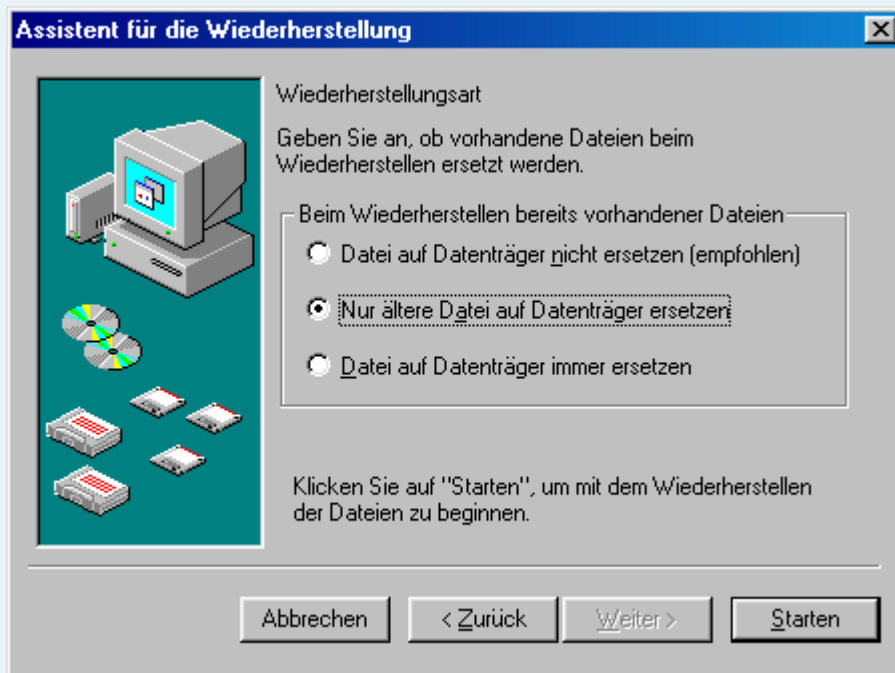 Assistent für die Wiederherstellung
Wiederherstellungsart
Geben Sie an, ob vorhandene Dateien beim
Wiederherstellen ersetzt werden.
Beim Wiederherstellen bereits vorhandener Dateien
Datei auf Datenträger nicht ersetzen (empfohlen)
Nur ältere Datei auf Datenträger ersetzen
Datei auf Datenträger immer ersetzen
Klicken Sie auf "Starten", um mit dem Wiederherstellen
der Dateien zu beginnen.
Abbrechen
< Zurück
Weiter >
Starten